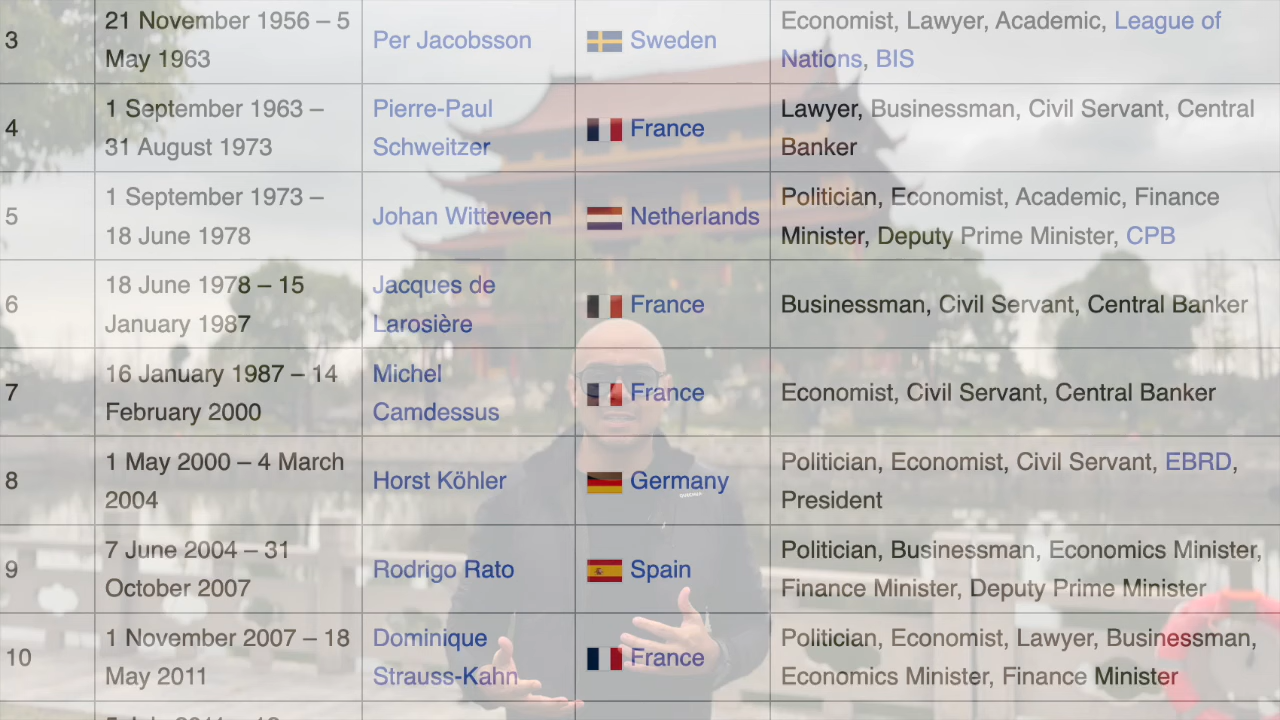 3
21 November 1956 – 5
May 1963
Per Jacobsson
Sweden
Economist, Lawyer, Academic, League of
Nations, BIS
4
1 September 1963 –
31 August 1973
Pierre-Paul
Schweitzer
France
Lawyer, Businessman, Civil Servant, Central
Banker
5
1 September 1973 –
18 June 1978
Johan Witteveen
Netherlands
Politician, Economist, Academic, Finance
Minister, Deputy Prime Minister, CPB
6
18 June 1978 – 15
January 1987
Jacques de
Larosière
France
Businessman, Civil Servant, Central Banker
7
16 January 1987 – 14
February 2000
Michel
Camdessus
France
Economist, Civil Servant, Central Banker
8
1 May 2000 – 4 March
2004
Horst Köhler
Germany
Politician, Economist, Civil Servant, EBRD,
President
9
7 June 2004 – 31
October 2007
Rodrigo Rato
Spain
Politician, Businessman, Economics Minister,
Finance Minister, Deputy Prime Minister
10
1 November 2007 – 18
May 2011
Dominique
Strauss-Kahn
France
Politician, Economist, Lawyer, Businessman,
Economics Minister, Finance Minister